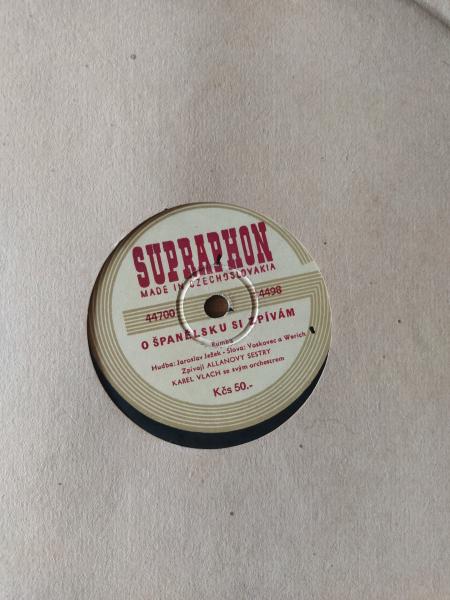 SUPRAPHON
MADE IN CZECHOSLOVAKIA
44700 4498
O ŠPANĚLSKU SI ZPÍVÁM
Rumba
Hudba: Jaroslav Ježek - Slova: Voskovec a Werich
Zpívají ALLANOVY SESTRY
KAREL VLACH se svým orchestrem
Kčs 50.-